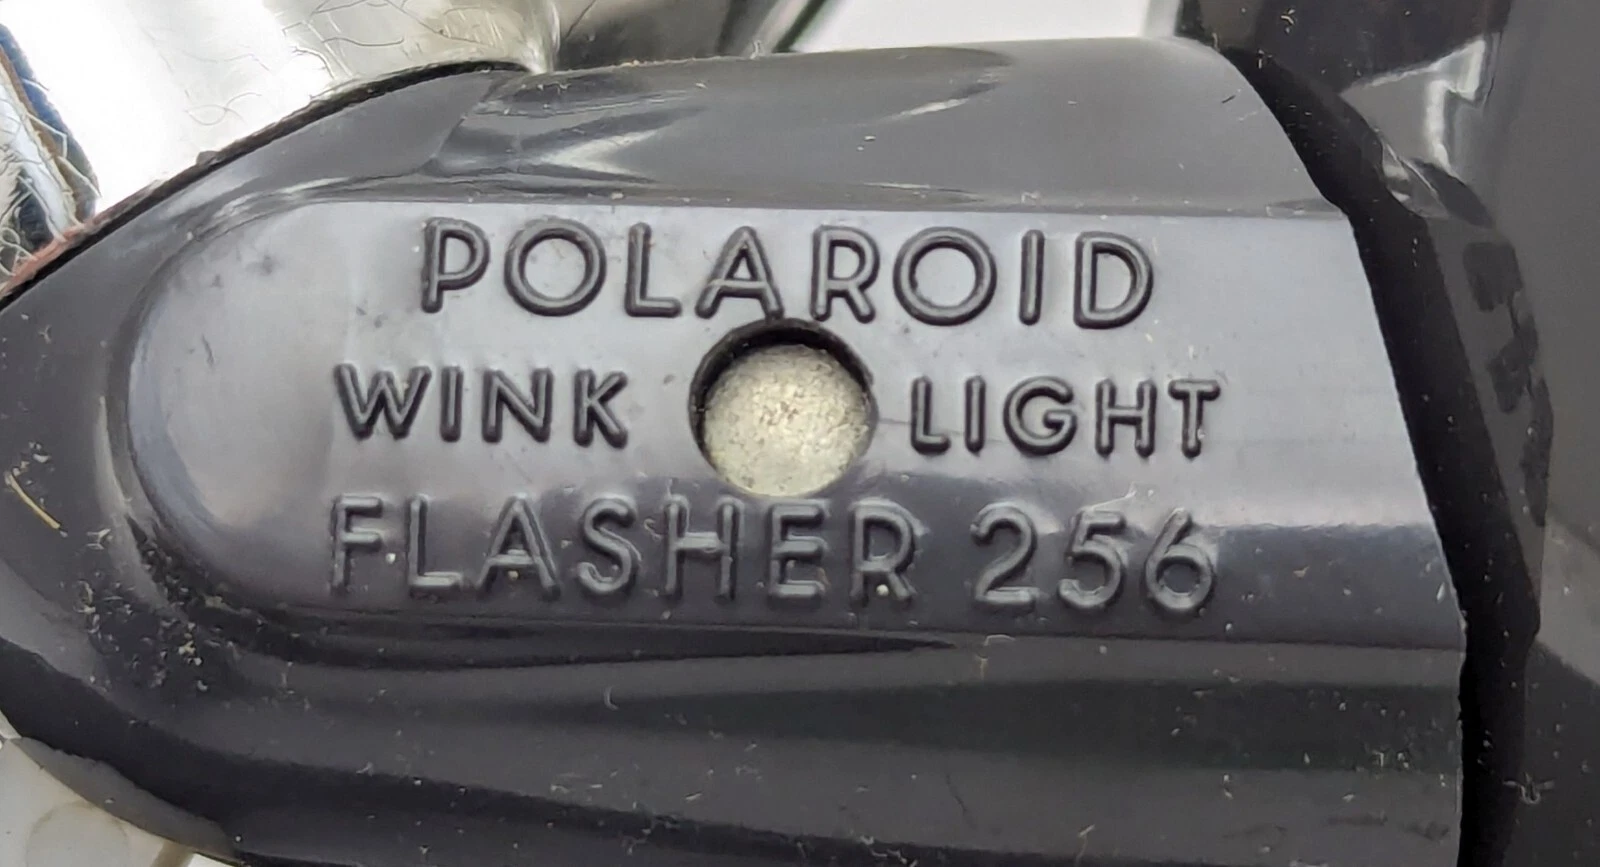 POLAROID
WINK LIGHT
FLASHER 256